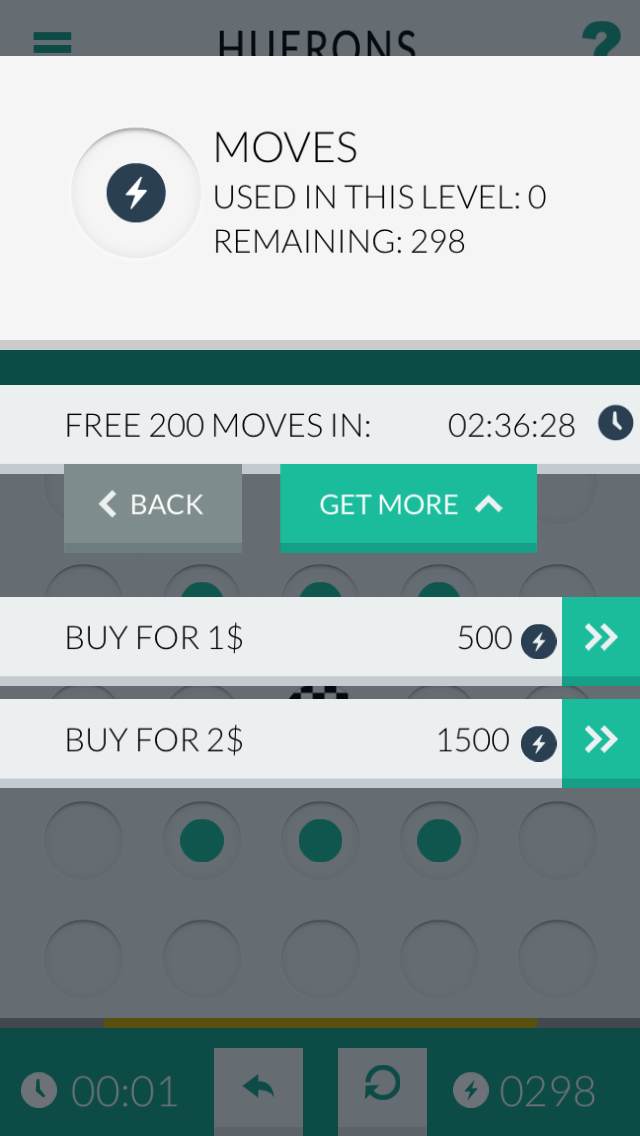 HUERONS
?
MOVES
USED IN THIS LEVEL: 0
REMAINING: 298
FREE 200 MOVES IN: 02:36:28
BACK GET MORE
BUY FOR 1$ 500
BUY FOR 2$ 1500
00:01 0298